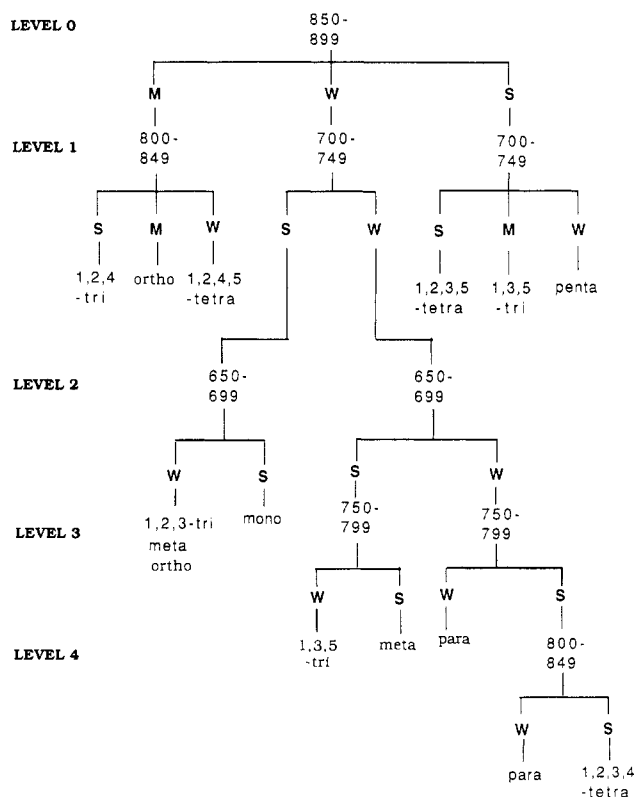 LEVEL 0
850-
899
M W S
LEVEL 1
800-
849
700-
749
700-
749
S M W S W S M W
1,2,4
-tri
ortho
1,2,4,5
-tetra
1,2,3,5
-tetra
1,3,5
-tri
penta
LEVEL 2
650-
699
650-
699
W S S W
1,2,3-tri
meta
ortho
mono
LEVEL 3
750-
799
750-
799
W S W S
1,3,5
-tri
meta
para
LEVEL 4
800-
849
W S
para
1,2,3,4
-tetra